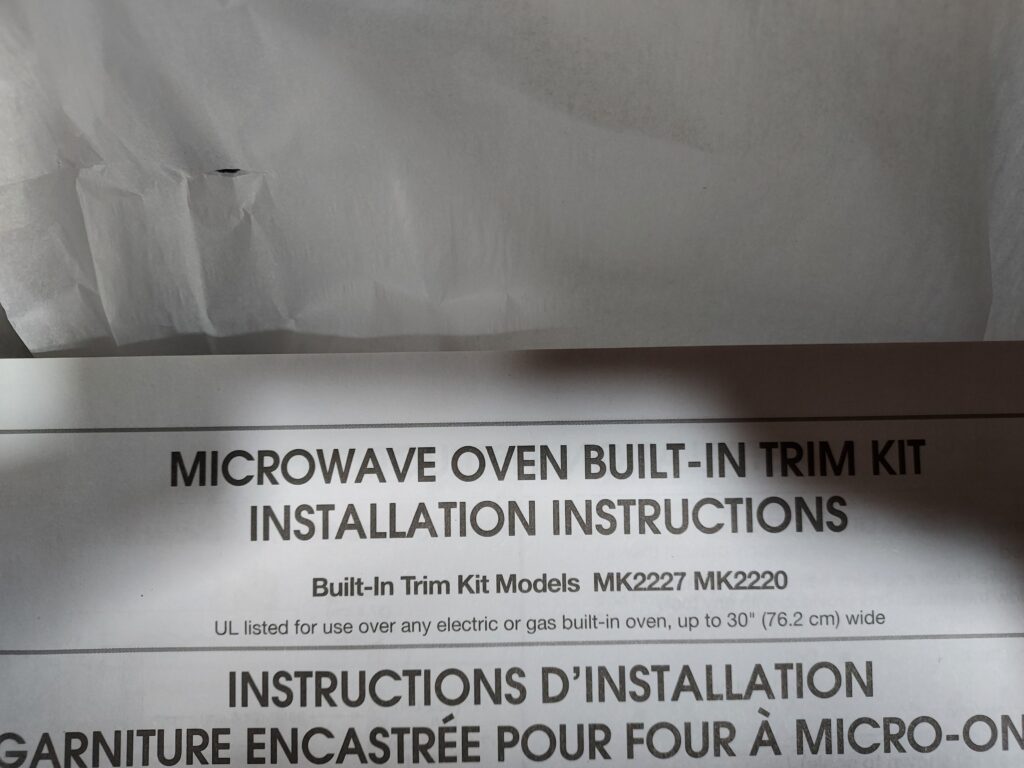 MICROWAVE OVEN BUILT-IN TRIM KIT
INSTALLATION INSTRUCTIONS
Built-In Trim Kit Models MK2227 MK2220
UL listed for use over any electric or gas built-in oven, up to 30" (76.2 cm) wide
INSTRUCTIONS D'INSTALLATION
GARNITURE ENCASTRÉE POUR FOUR À MICRO-ON